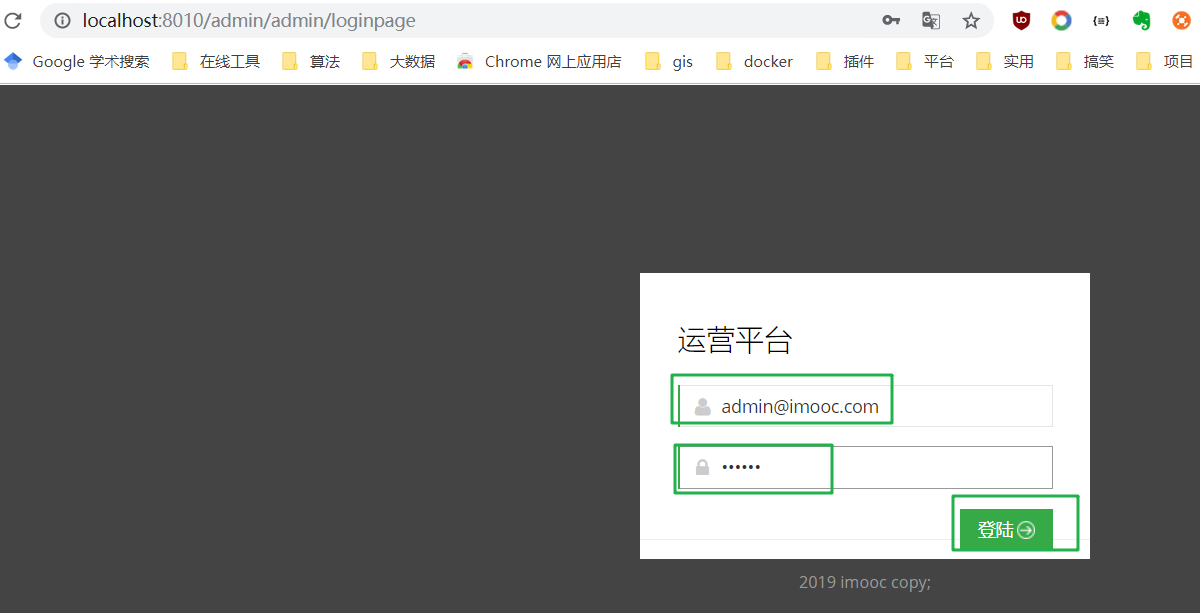 localhost:8010/admin/admin/loginpage
Google 学术搜索 在线工具 算法 大数据 Chrome 网上应用店 gis docker 插件 平台 实用 搞笑 项目
运营平台
admin@imooc.com
••••••
登陆
2019 imooc copy;